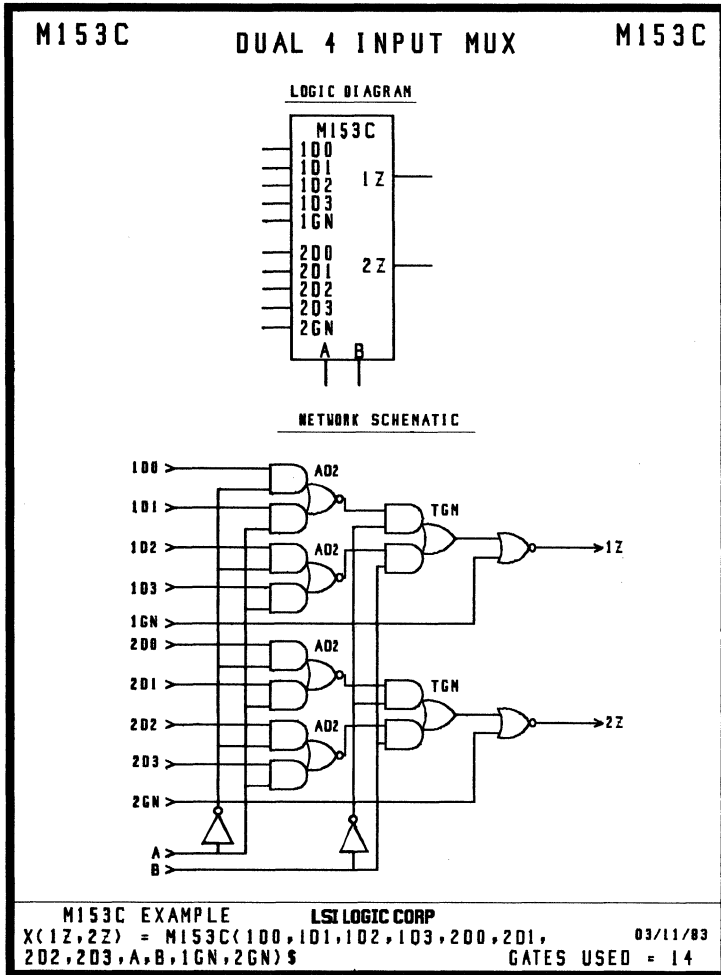 M153C DUAL 4 INPUT MUX M153C
LOGIC DIAGRAM
M153C
1D0
1D1
1D2
1D3
1GN
1Z
2D0
2D1
2D2
2D3
2GN
2Z
A B
NETWORK SCHEMATIC
1D0
AO2
1D1
TGM
1D2
AO2
1Z
1D3
1GN
2D0
AO2
2D1
TGM
2D2
AO2
2Z
2D3
2GN
A
B
M153C EXAMPLE LSI LOGIC CORP
X(1Z,2Z) = M153C(1D0,1D1,1D2,1D3,2D0,2D1, 03/11/83
2D2,2D3,A,B,1GN,2GN)$ GATES USED = 14